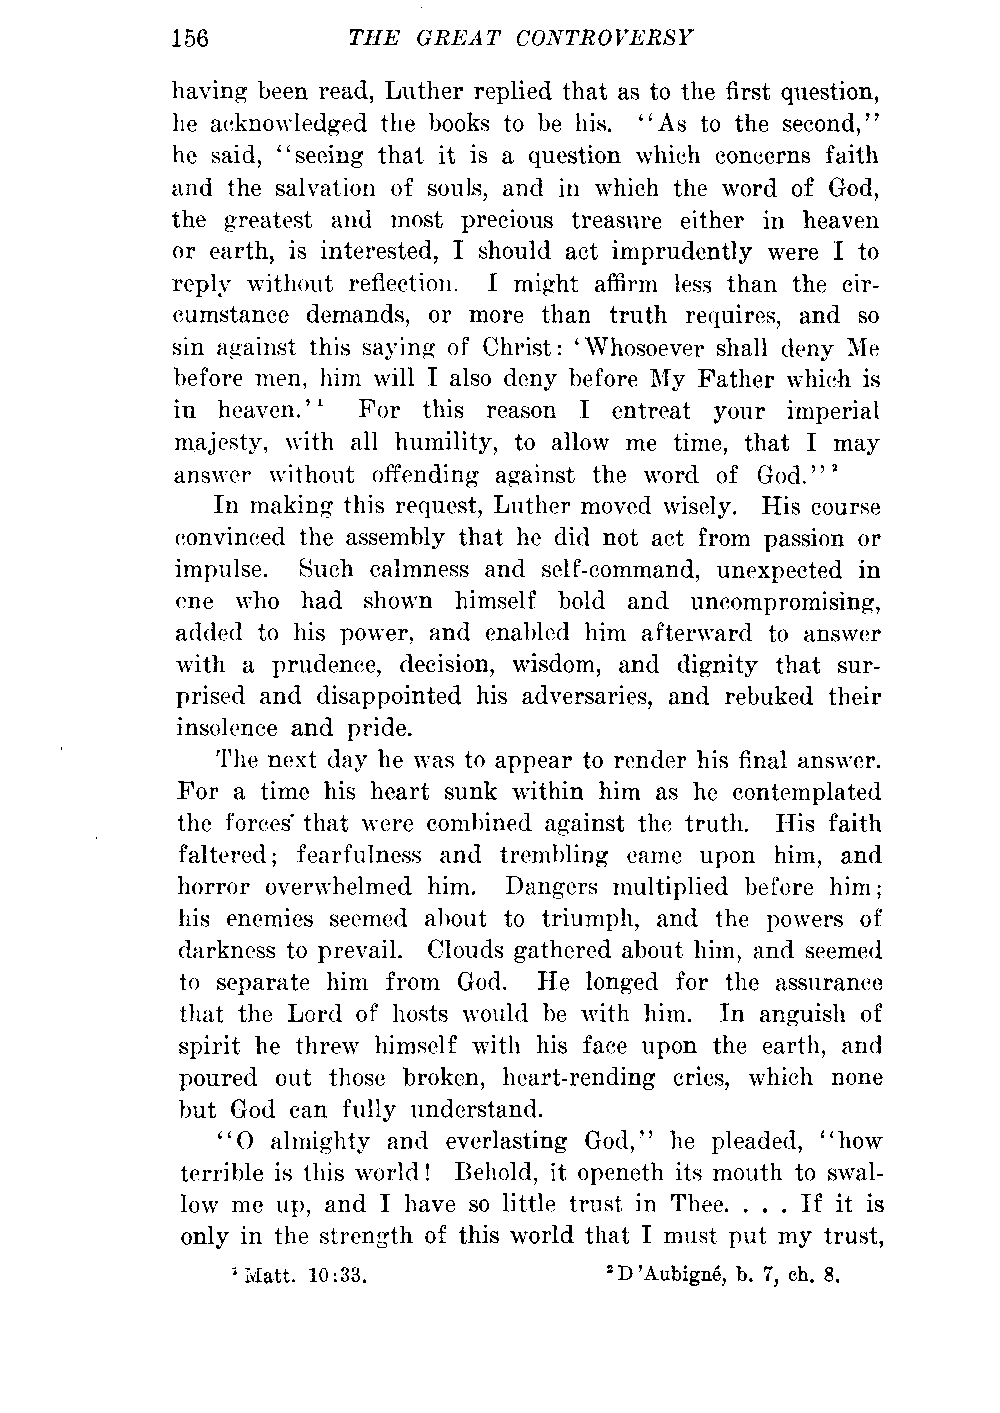 156 THE GREAT CONTROVERSY
having been read, Luther replied that as to the first question,
he acknowledged the books to be his. "As to the second,"
he said, "seeing that it is a question which concerns faith
and the salvation of souls, and in which the word of God,
the greatest and most precious treasure either in heaven
or earth, is interested, I should act imprudently were I to
reply without reflection. I might affirm less than the cir-
cumstance demands, or more than truth requires, and so
sin against this saying of Christ: 'Whosoever shall deny Me
before men, him will I also deny before My Father which is
in heaven.'¹ For this reason I entreat your imperial
majesty, with all humility, to allow me time, that I may
answer without offending against the word of God."²
In making this request, Luther moved wisely. His course
convinced the assembly that he did not act from passion or
impulse. Such calmness and self-command, unexpected in
one who had shown himself bold and uncompromising,
added to his power, and enabled him afterward to answer
with a prudence, decision, wisdom, and dignity that sur-
prised and disappointed his adversaries, and rebuked their
insolence and pride.
The next day he was to appear to render his final answer.
For a time his heart sunk within him as he contemplated
the forces that were combined against the truth. His faith
faltered; fearfulness and trembling came upon him, and
horror overwhelmed him. Dangers multiplied before him;
his enemies seemed about to triumph, and the powers of
darkness to prevail. Clouds gathered about him, and seemed
to separate him from God. He longed for the assurance
that the Lord of hosts would be with him. In anguish of
spirit he threw himself with his face upon the earth, and
poured out those broken, heart-rending cries, which none
but God can fully understand.
"O almighty and everlasting God," he pleaded, "how
terrible is this world! Behold, it openeth its mouth to swal-
low me up, and I have so little trust in Thee. . . . If it is
only in the strength of this world that I must put my trust,
¹ Matt. 10:33. ² D'Aubigné, b. 7, ch. 8.